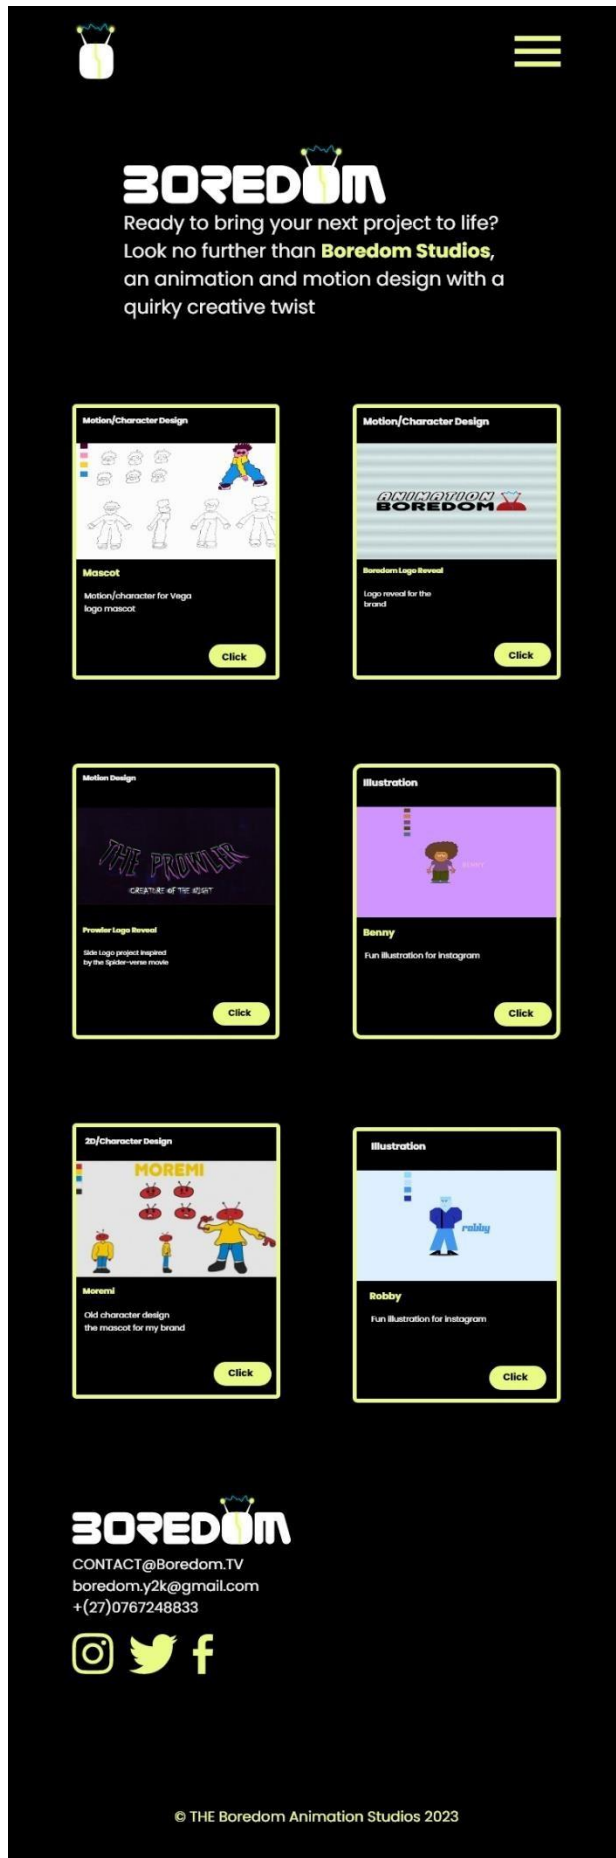 BOREDOM
Ready to bring your next project to life?
Look no further than Boredom Studios,
an animation and motion design with a
quirky creative twist
Motion/Character Design
Mascot
Motion/character for Vega
logo mascot
Click
Motion/Character Design
ANIMATION
BOREDOM
Boredom Logo Reveal
Logo reveal for the
brand
Click
Motion Design
THE PROWLER
CREATURE OF THE NIGHT
Prowler Logo Reveal
Side Logo project inspired
by the Spider-verse movie
Click
Illustration
BENNY
Benny
Fun illustration for instagram
Click
2D/Character Design
MOREMI
Moremi
Old character design
the mascot for my brand
Click
Illustration
robby
Robby
Fun illustration for instagram
Click
BOREDOM
CONTACT@Boredom.TV
boredom.y2k@gmail.com
+(27)0767248833
© THE Boredom Animation Studios 2023